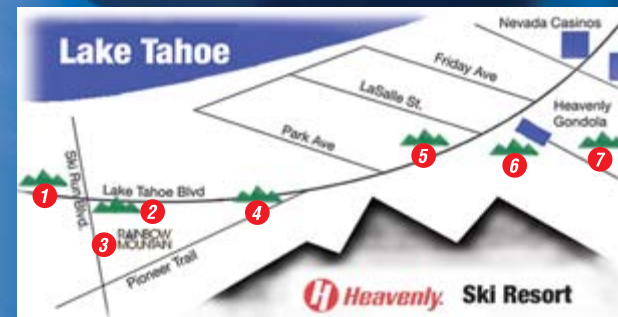 Nevada Casinos
Lake Tahoe
Friday Ave
LaSalle St.
Heavenly
Gondola
Park Ave
5
6
7
1
Ski Run Blvd.
Lake Tahoe Blvd
2
4
3
RAINBOW
MOUNTAIN
Pioneer Trail
H Heavenly. Ski Resort